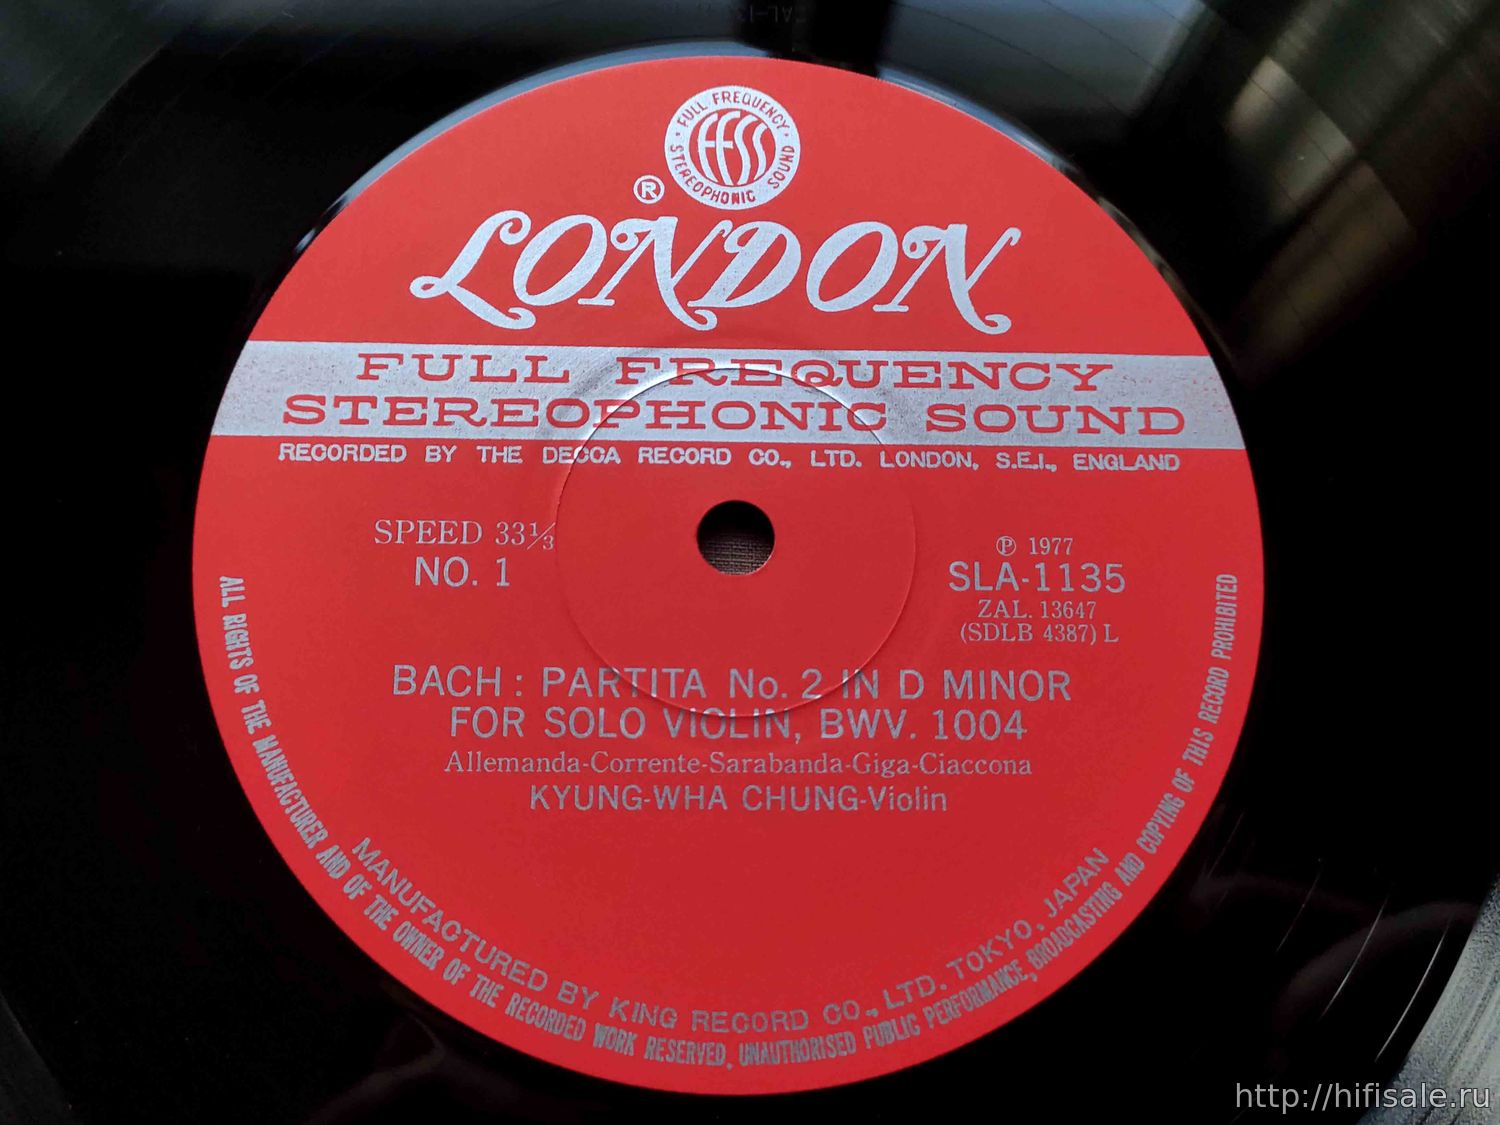 FULL FREQUENCY
STEREOPHONIC SOUND
FFSS
®
LONDON
FULL FREQUENCY
STEREOPHONIC SOUND
RECORDED BY THE DECCA RECORD CO., LTD. LONDON, S.E.I., ENGLAND
SPEED 33⅓
NO. 1
℗ 1977
SLA-1135
ZAL. 13647
(SDLB 4387) L
BACH: PARTITA No. 2 IN D MINOR
FOR SOLO VIOLIN, BWV. 1004
Allemanda-Corrente-Sarabanda-Giga-Ciaccona
KYUNG-WHA CHUNG-Violin
MANUFACTURED BY KING RECORD CO., LTD. TOKYO, JAPAN
ALL RIGHTS OF THE MANUFACTURER AND OF THE OWNER OF THE RECORDED WORK RESERVED, UNAUTHORISED PUBLIC PERFORMANCE, BROADCASTING AND COPYING OF THIS RECORD PROHIBITED
http://hifisale.ru